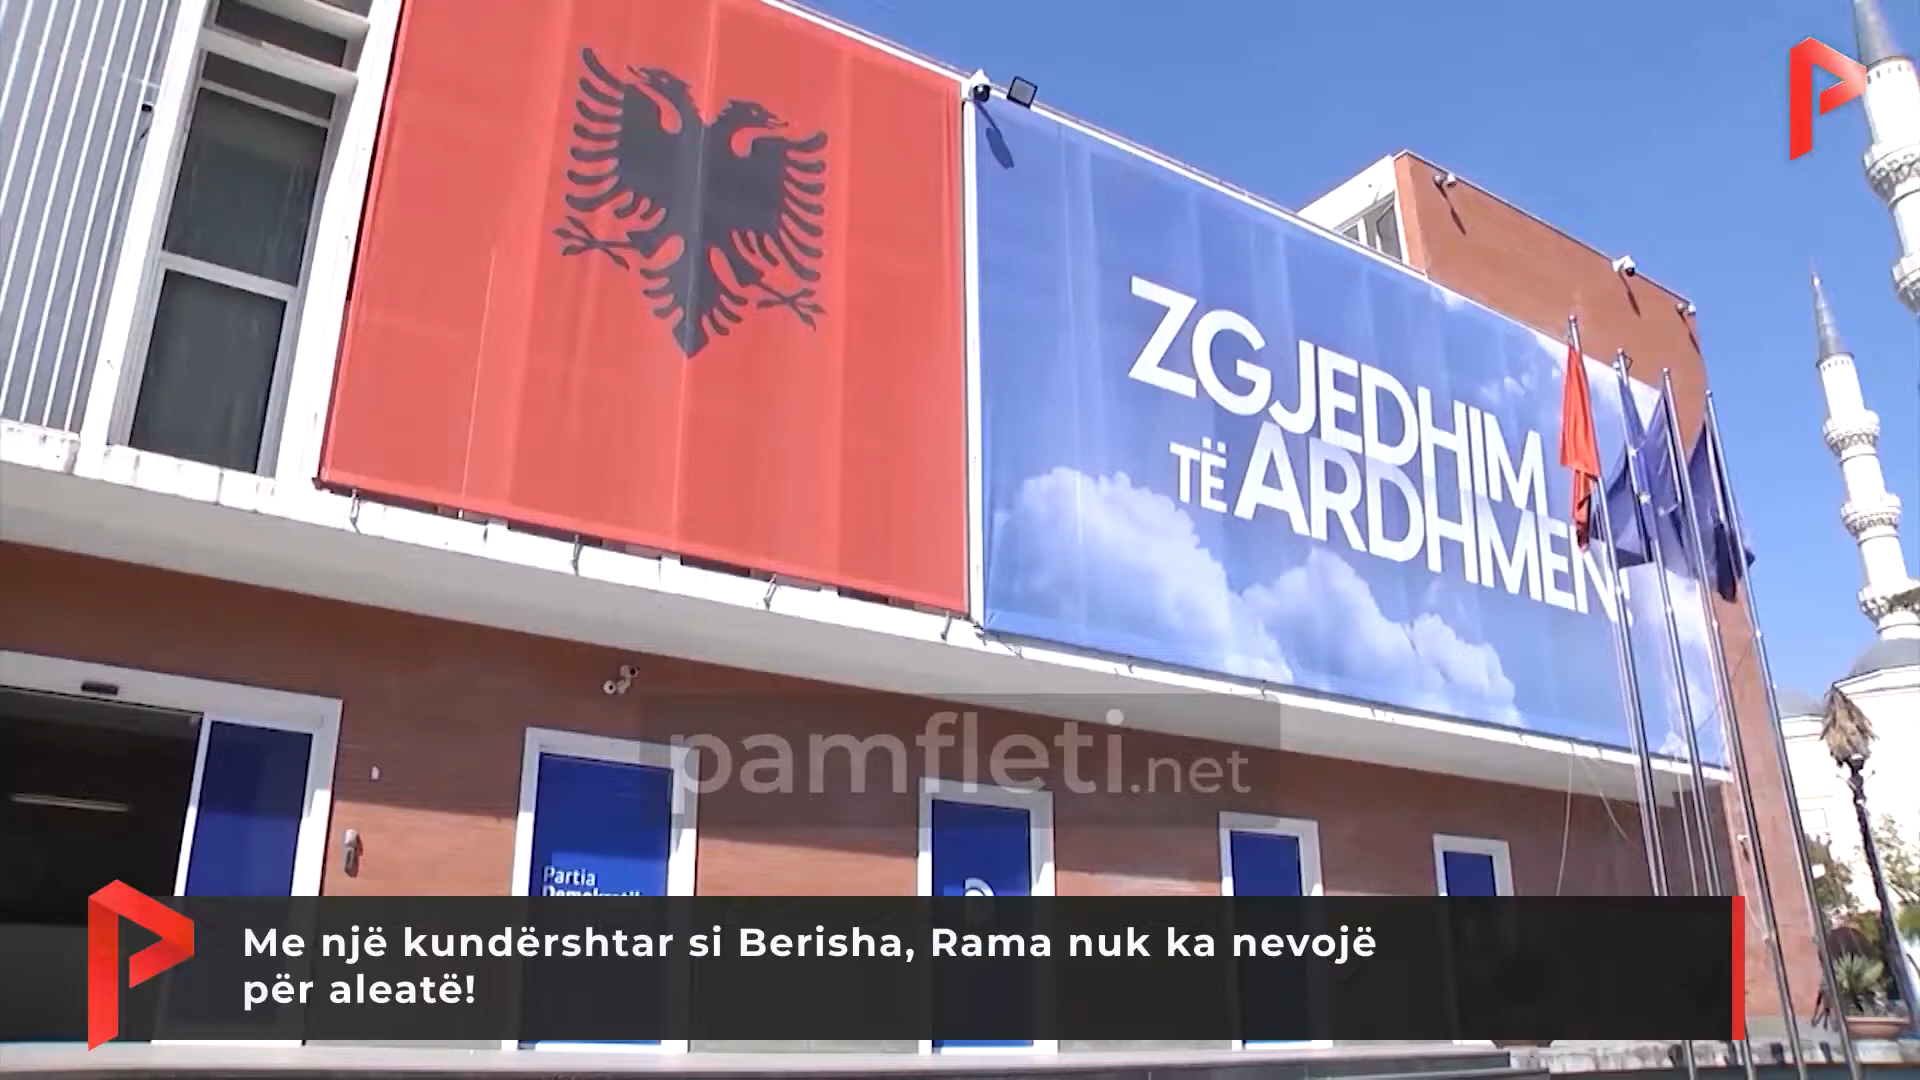 ZGJEDHIM
TË ARDHMEN!
pamfleti.net
Partia
Me një kundërshtar si Berisha, Rama nuk ka nevojë
për aleatë!